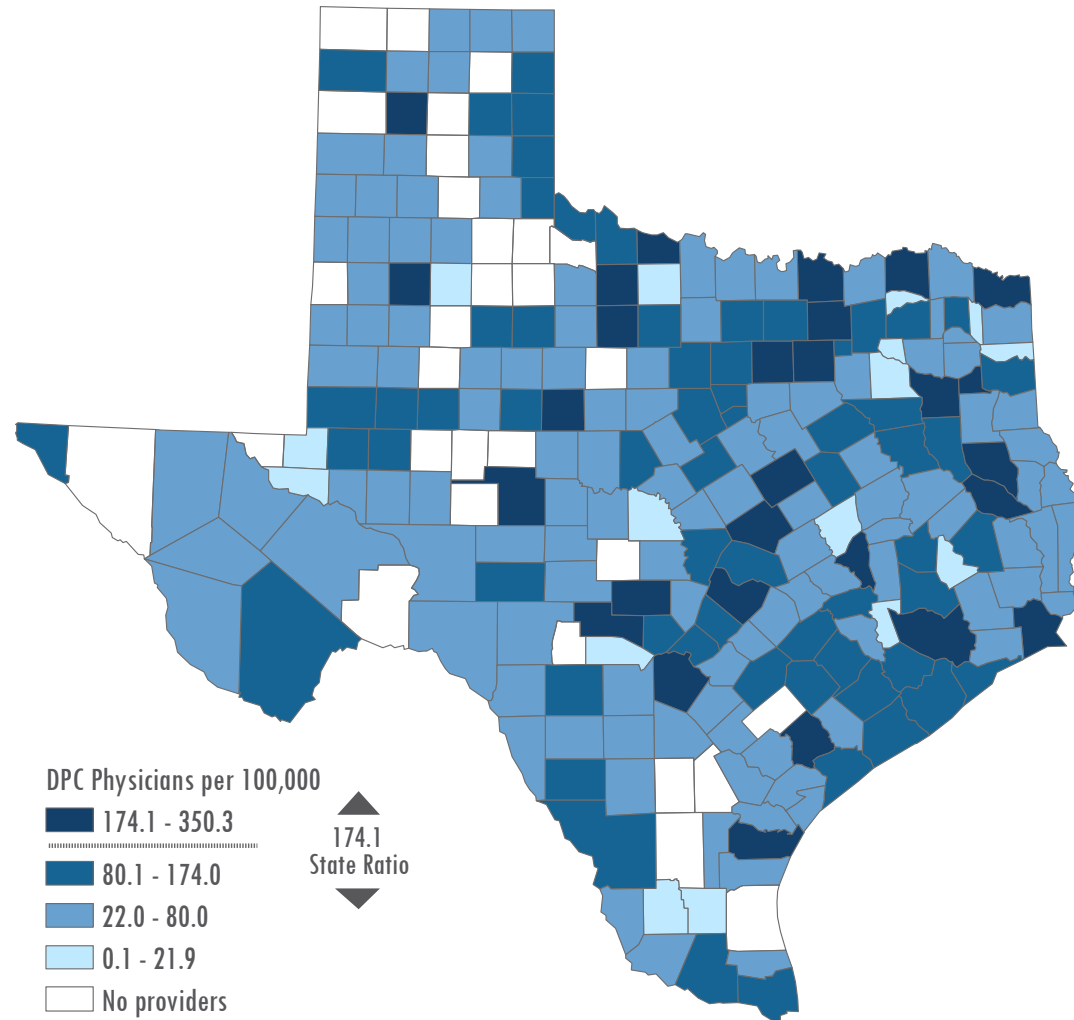 DPC Physicians per 100,000
174.1 - 350.3
80.1 - 174.0
22.0 - 80.0
0.1 - 21.9
No providers
174.1
State Ratio